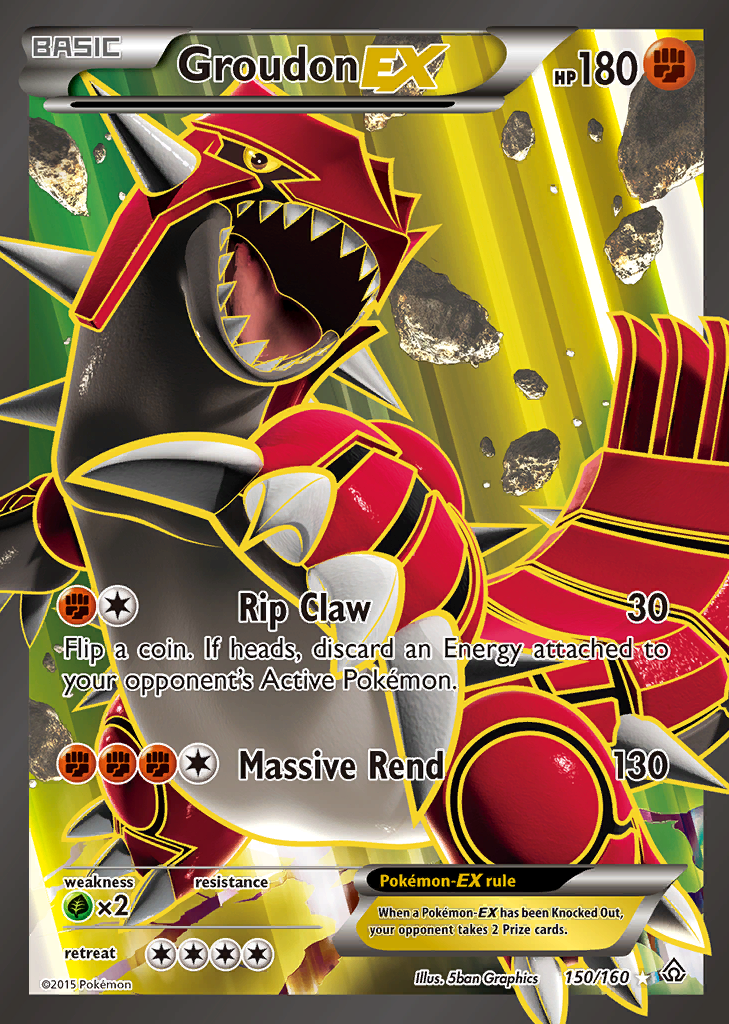 BASIC
GroudonEX
HP180
Rip Claw 30
Flip a coin. If heads, discard an Energy attached to
your opponent's Active Pokémon.
Massive Rend 130
weakness resistance
×2
retreat
Pokémon-EX rule
When a Pokémon-EX has been Knocked Out,
your opponent takes 2 Prize cards.
©2015 Pokémon
Illus. 5ban Graphics 150/160